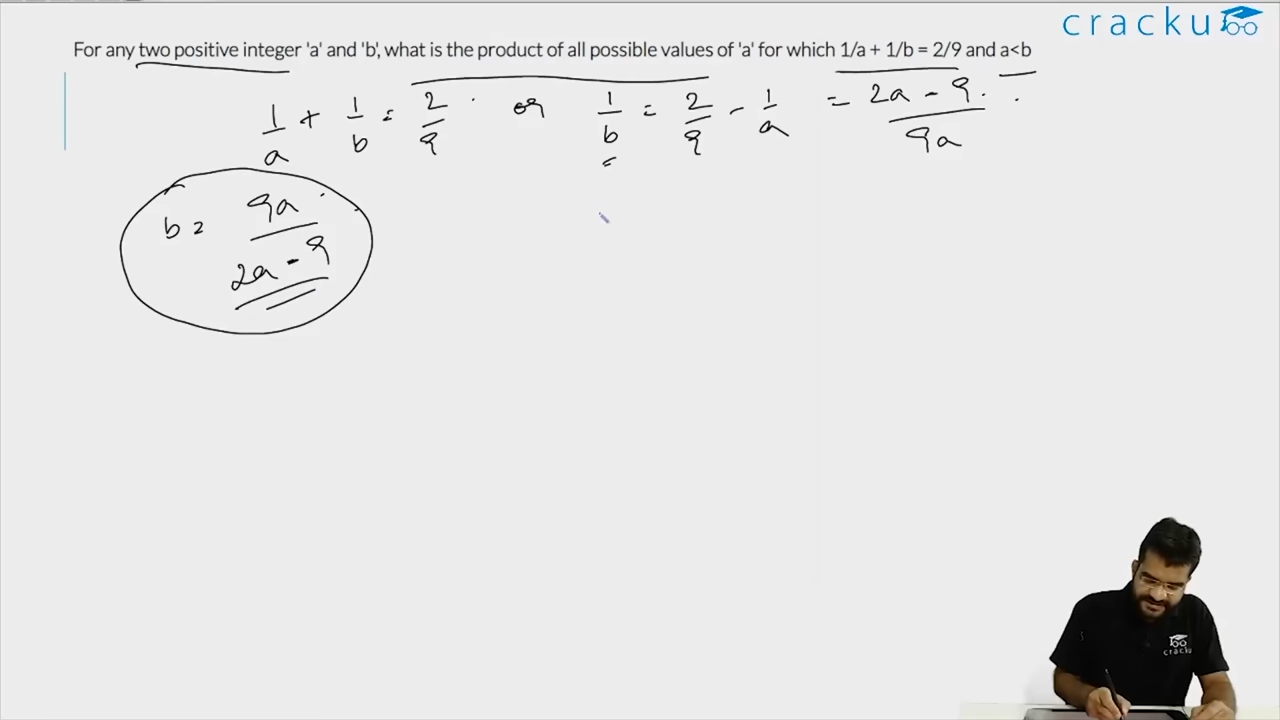 cracku
For any two positive integer 'a' and 'b', what is the product of all possible values of 'a' for which 1/a + 1/b = 2/9 and a<b
1/a + 1/b = 2/9 . or 1/b = 2/9 - 1/a = 2a - 9 . / 9a
b = 9a / 2a - 9
cracku